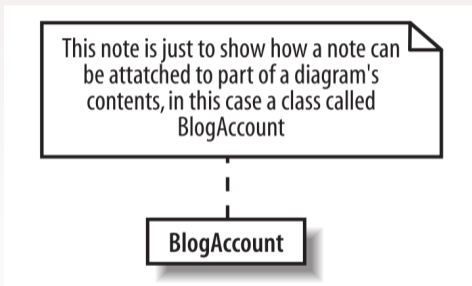 This note is just to show how a note can
be attatched to part of a diagram's
contents, in this case a class called
BlogAccount
BlogAccount